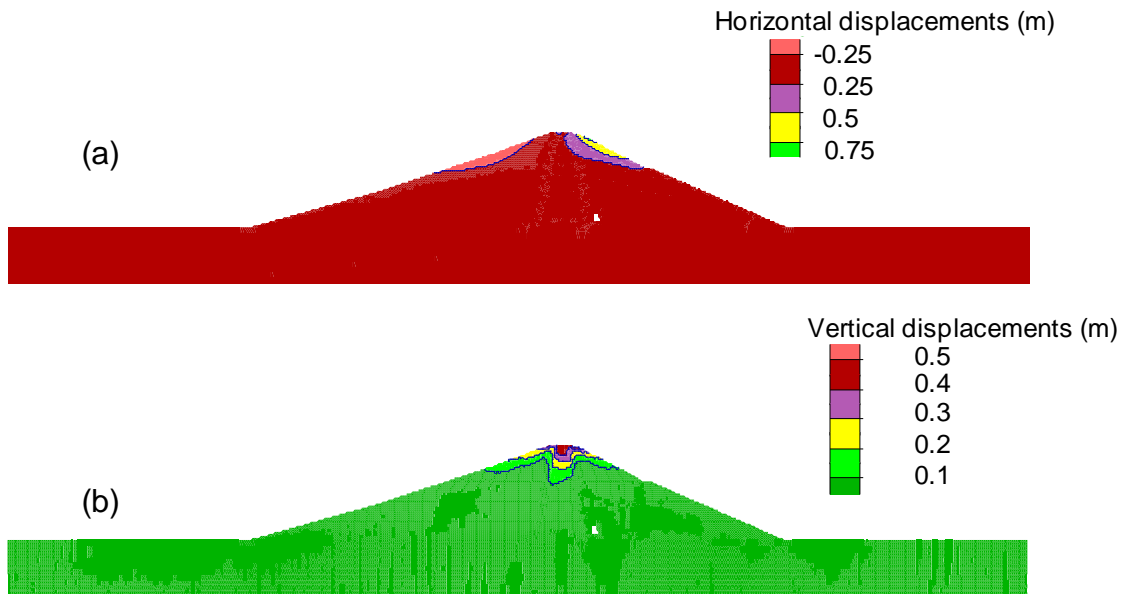 Horizontal displacements (m)
-0.25
0.25
0.5
0.75
(a)
Vertical displacements (m)
0.5
0.4
0.3
0.2
0.1
(b)